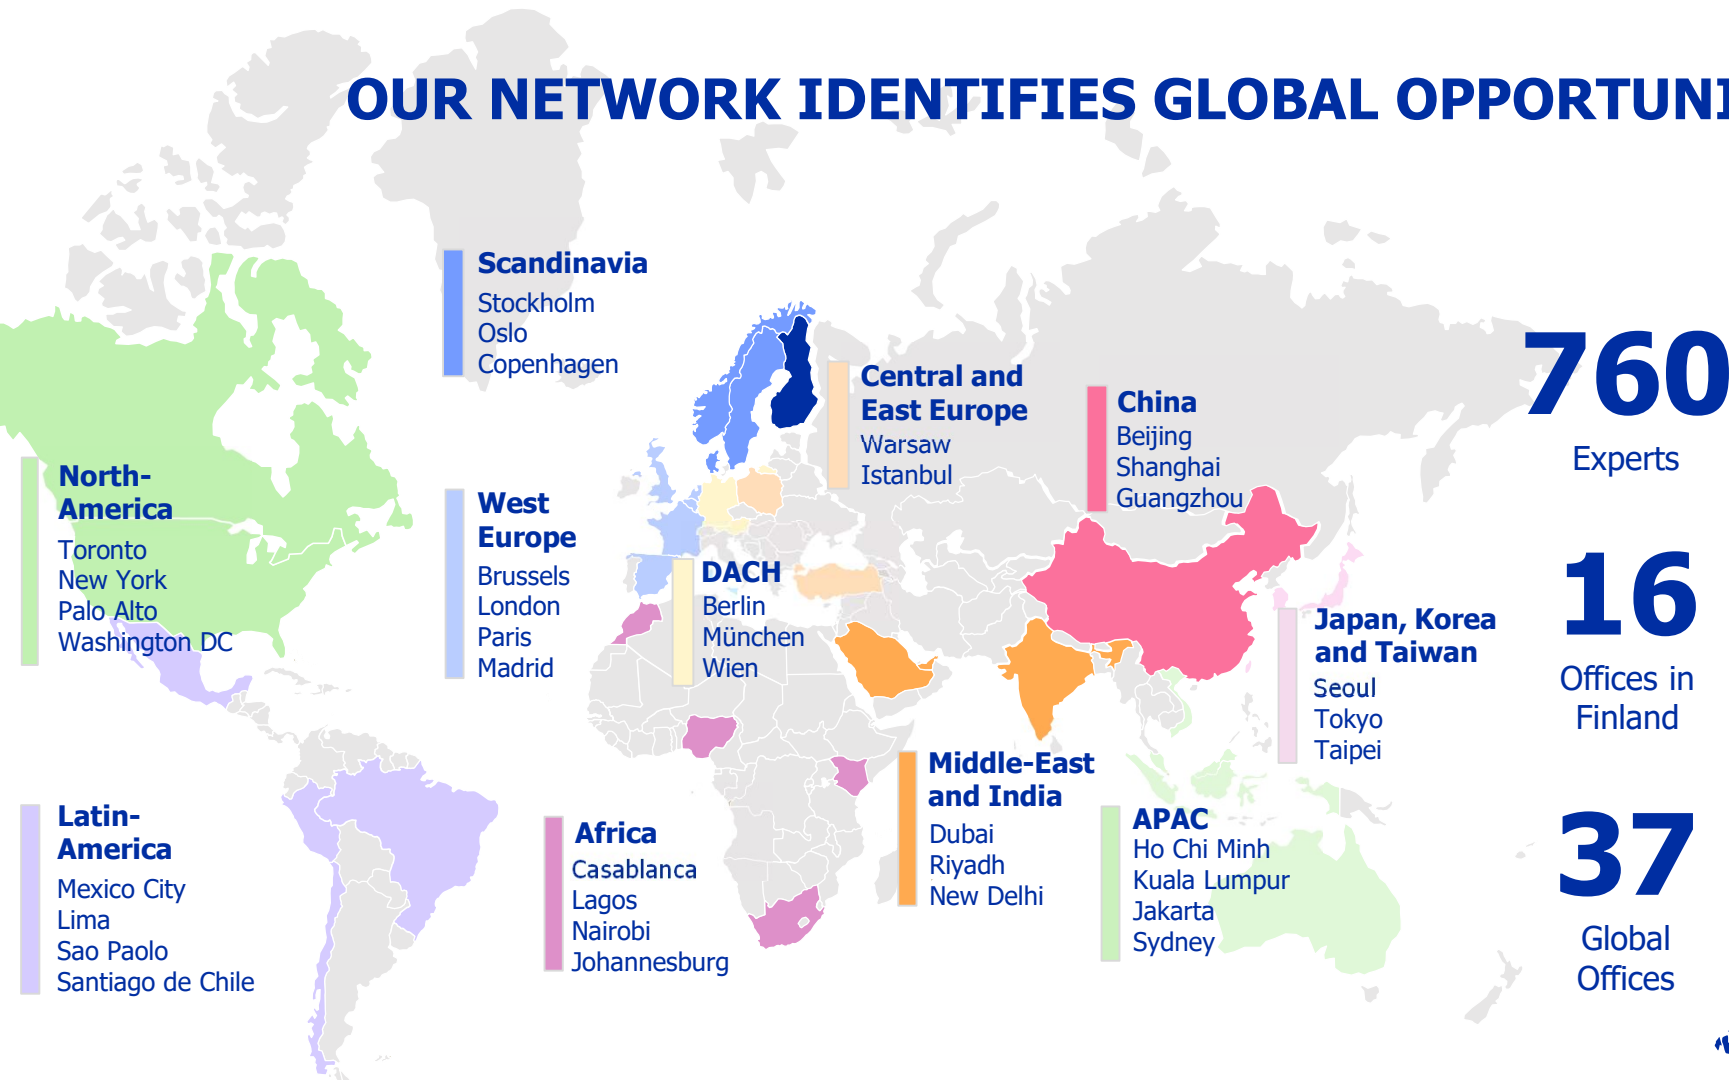 OUR NETWORK IDENTIFIES GLOBAL OPPORTUNI
Scandinavia
Stockholm
Oslo
Copenhagen
Central and
East Europe
Warsaw
Istanbul
China
Beijing
Shanghai
Guangzhou
760
Experts
North-
America
Toronto
New York
Palo Alto
Washington DC
West
Europe
Brussels
London
Paris
Madrid
DACH
Berlin
München
Wien
Japan, Korea
and Taiwan
Seoul
Tokyo
Taipei
16
Offices in
Finland
Latin-
America
Mexico City
Lima
Sao Paolo
Santiago de Chile
Africa
Casablanca
Lagos
Nairobi
Johannesburg
Middle-East
and India
Dubai
Riyadh
New Delhi
APAC
Ho Chi Minh
Kuala Lumpur
Jakarta
Sydney
37
Global
Offices